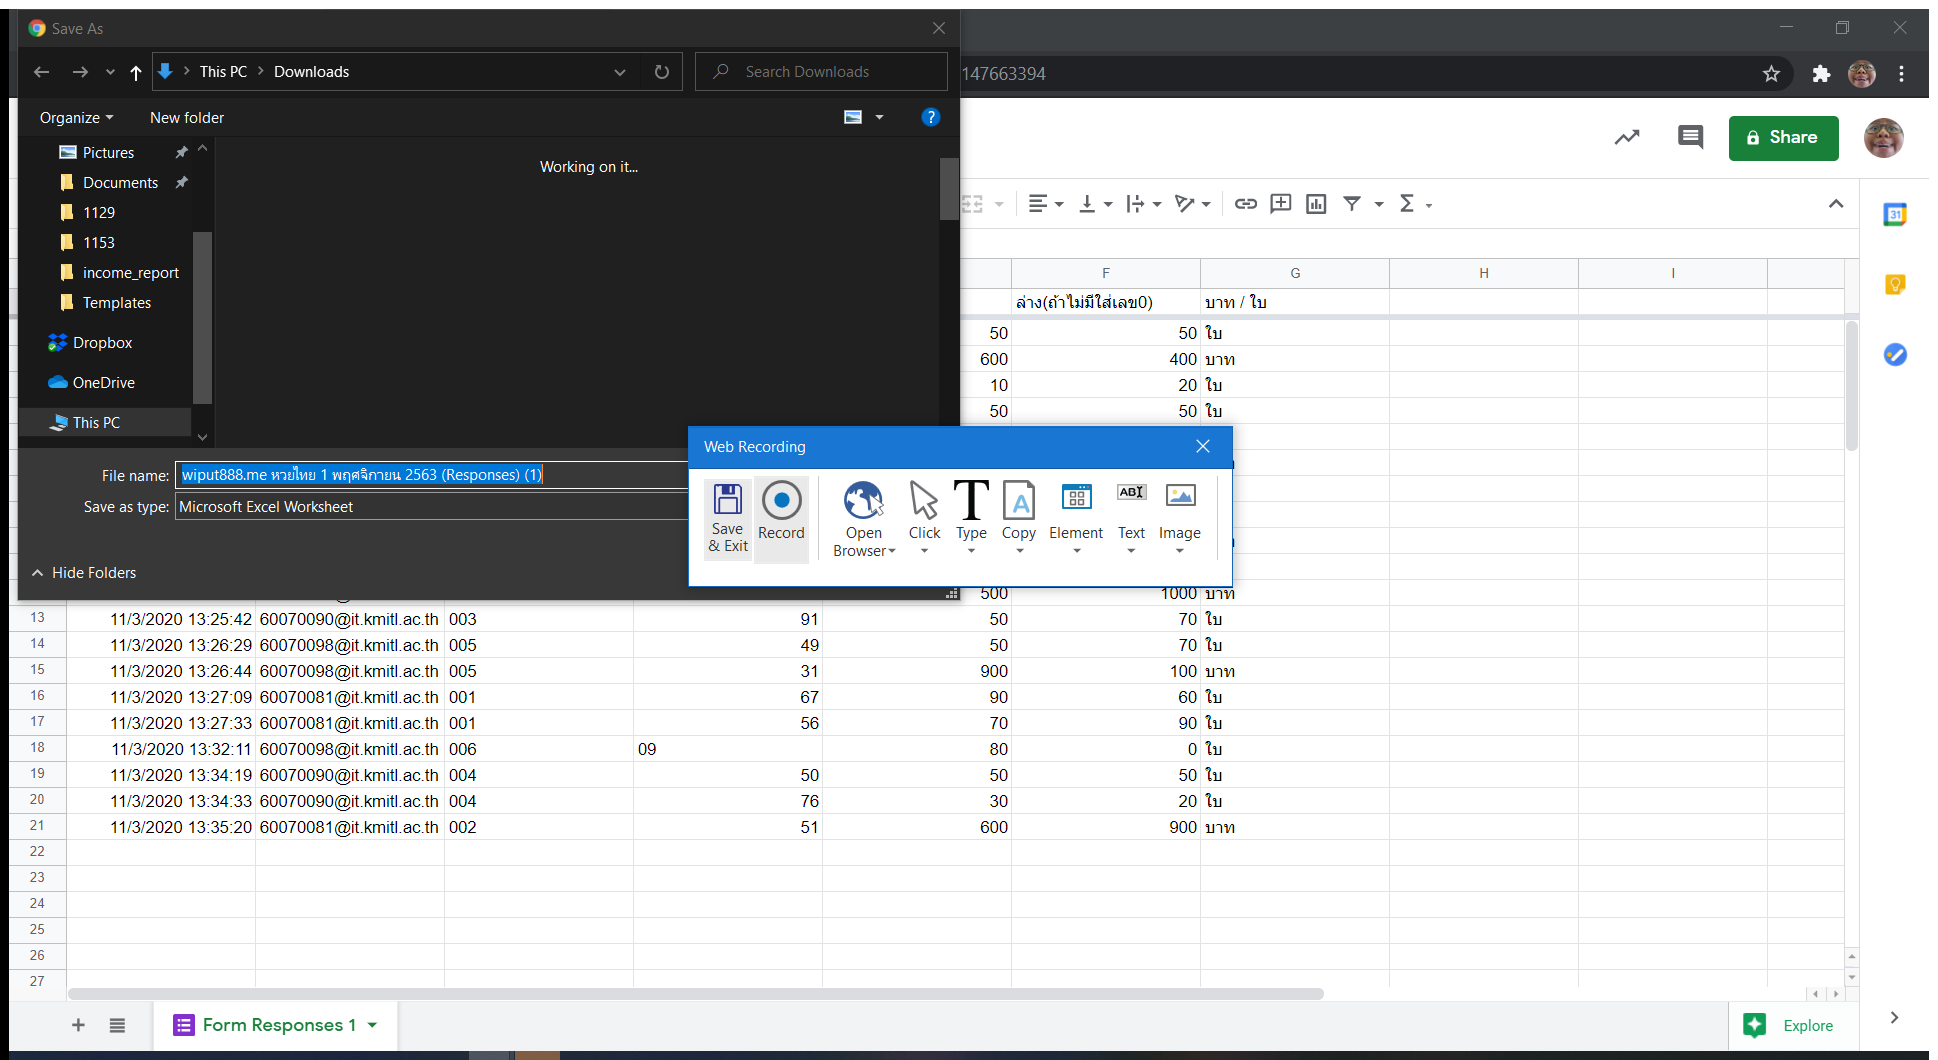 Save As
This PC
Downloads
Search Downloads
147663394
Organize
New folder
?
Share
Pictures
Documents
1129
1153
income_report
Templates
Dropbox
OneDrive
This PC
Working on it...
31
F G H I
ล่าง(ถ้าไม่มีใส่เลข0) บาท / ใบ
50 50 ใบ
600 400 บาท
10 20 ใบ
50 50 ใบ
File name: wiput888.me หวยไทย 1 พฤศจิกายน 2563 (Responses) (1)
Save as type: Microsoft Excel Worksheet
Hide Folders
Web Recording
Save & Exit
Record
Open Browser
Click
Type
Copy
Element
Text
Image
500 1000 บาท
13 11/3/2020 13:25:42 60070090@it.kmitl.ac.th 003 91 50 70 ใบ
14 11/3/2020 13:26:29 60070098@it.kmitl.ac.th 005 49 50 70 ใบ
15 11/3/2020 13:26:44 60070098@it.kmitl.ac.th 005 31 900 100 บาท
16 11/3/2020 13:27:09 60070081@it.kmitl.ac.th 001 67 90 60 ใบ
17 11/3/2020 13:27:33 60070081@it.kmitl.ac.th 001 56 70 90 ใบ
18 11/3/2020 13:32:11 60070098@it.kmitl.ac.th 006 09 80 0 ใบ
19 11/3/2020 13:34:19 60070090@it.kmitl.ac.th 004 50 50 50 ใบ
20 11/3/2020 13:34:33 60070090@it.kmitl.ac.th 004 76 30 20 ใบ
21 11/3/2020 13:35:20 60070081@it.kmitl.ac.th 002 51 600 900 บาท
22
23
24
25
26
27
Form Responses 1
Explore